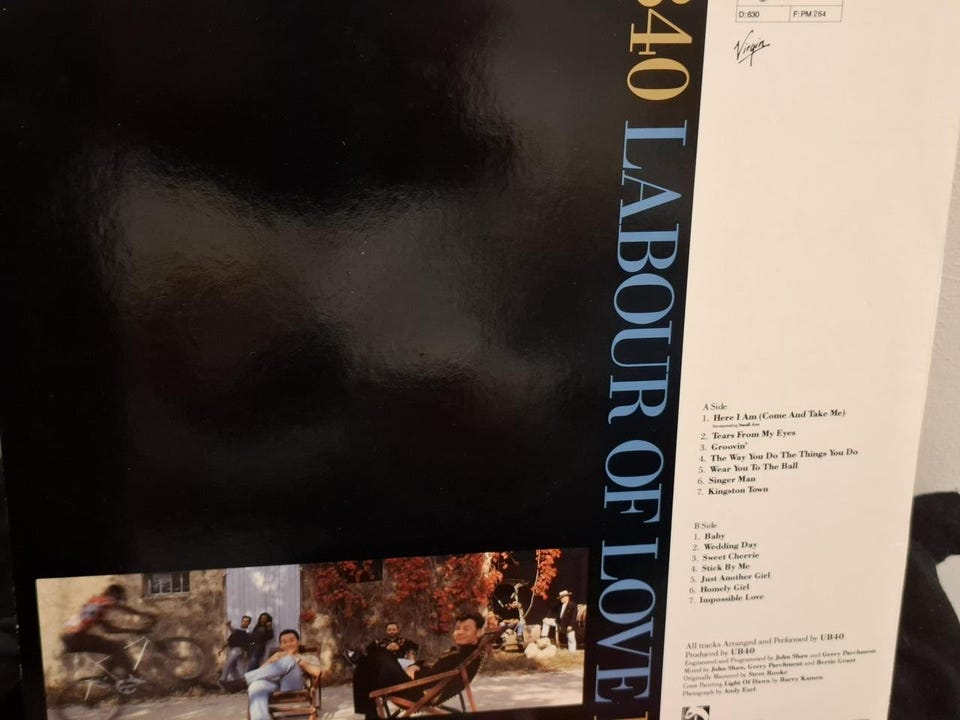 D: 630
F: PM 264
Virgin
B40 LABOUR OF LOVE
A Side
1. Here I Am (Come And Take Me)
Incorporating Small Axe
2. Tears From My Eyes
3. Groovin'
4. The Way You Do The Things You Do
5. Wear You To The Ball
6. Singer Man
7. Kingston Town
B Side
1. Baby
2. Wedding Day
3. Sweet Cherrie
4. Stick By Me
5. Just Another Girl
6. Homely Girl
7. Impossible Love
All tracks Arranged and Performed by UB40
Produced by UB40
Engineered and Programmed by John Shaw and Gerry Parchment
Mixed by John Shaw, Gerry Parchment and Bertie Grant
Originally Mastered by Steve Rooke
Cover Painting Light Of Dawn by Barry Kamen
Photograph by Andy Earl